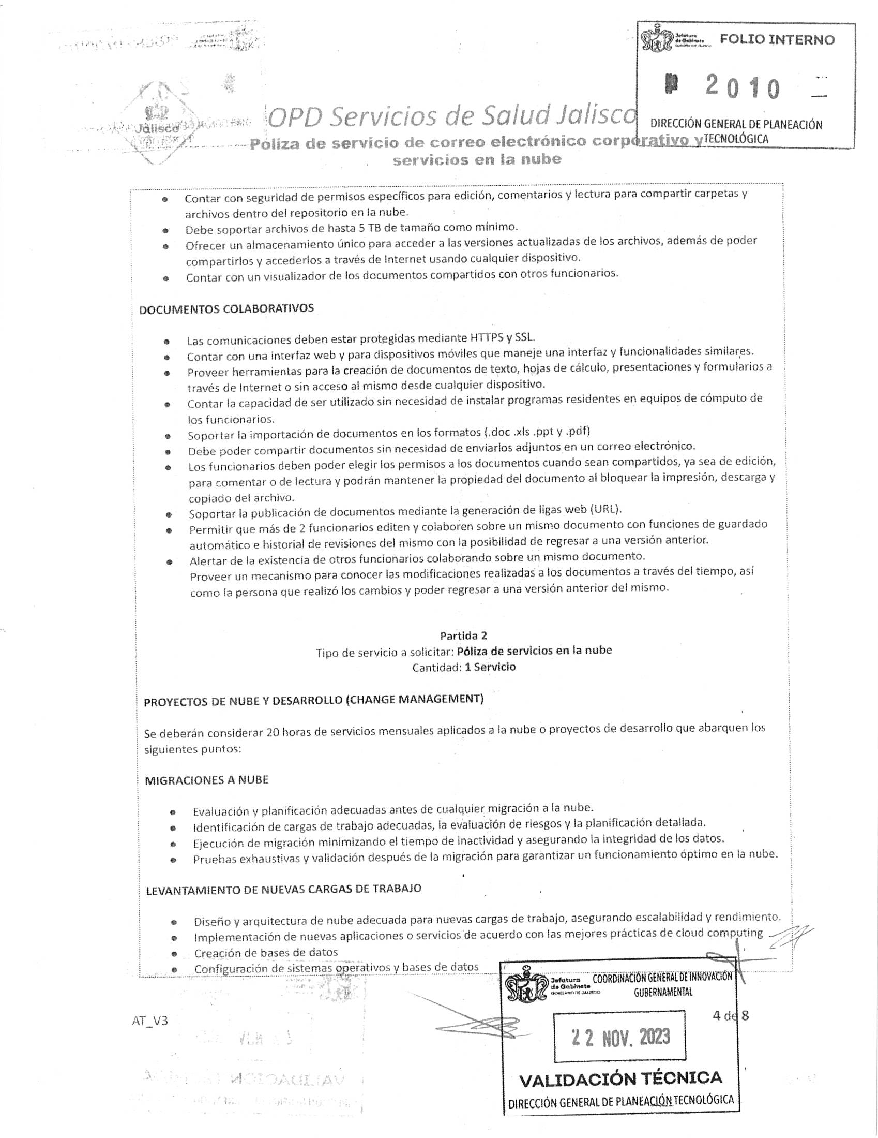 Jefatura
de Gabinete
FOLIO INTERNO
2010
DIRECCIÓN GENERAL DE PLANEACIÓN
TECNOLÓGICA
Jalisco
OPD Servicios de Salud Jalisco
Póliza de servicio de correo electrónico corporativo y
servicios en la nube
• Contar con seguridad de permisos específicos para edición, comentarios y lectura para compartir carpetas y
archivos dentro del repositorio en la nube.
• Debe soportar archivos de hasta 5 TB de tamaño como mínimo.
• Ofrecer un almacenamiento único para acceder a las versiones actualizadas de los archivos, además de poder
compartirlos y accederlos a través de Internet usando cualquier dispositivo.
• Contar con un visualizador de los documentos compartidos con otros funcionarios.
DOCUMENTOS COLABORATIVOS
• Las comunicaciones deben estar protegidas mediante HTTPS y SSL.
• Contar con una interfaz web y para dispositivos móviles que maneje una interfaz y funcionalidades similares.
• Proveer herramientas para la creación de documentos de texto, hojas de cálculo, presentaciones y formularios a
través de Internet o sin acceso al mismo desde cualquier dispositivo.
• Contar la capacidad de ser utilizado sin necesidad de instalar programas residentes en equipos de cómputo de
los funcionarios.
• Soportar la importación de documentos en los formatos (.doc .xls .ppt y .pdf)
• Debe poder compartir documentos sin necesidad de enviarlos adjuntos en un correo electrónico.
• Los funcionarios deben poder elegir los permisos a los documentos cuando sean compartidos, ya sea de edición,
para comentar o de lectura y podrán mantener la propiedad del documento al bloquear la impresión, descarga y
copiado del archivo.
• Soportar la publicación de documentos mediante la generación de ligas web (URL).
• Permitir que más de 2 funcionarios editen y colaboren sobre un mismo documento con funciones de guardado
automático e historial de revisiones del mismo con la posibilidad de regresar a una versión anterior.
• Alertar de la existencia de otros funcionarios colaborando sobre un mismo documento.
Proveer un mecanismo para conocer las modificaciones realizadas a los documentos a través del tiempo, así
como la persona que realizó los cambios y poder regresar a una versión anterior del mismo.
Partida 2
Tipo de servicio a solicitar: Póliza de servicios en la nube
Cantidad: 1 Servicio
PROYECTOS DE NUBE Y DESARROLLO (CHANGE MANAGEMENT)
Se deberán considerar 20 horas de servicios mensuales aplicados a la nube o proyectos de desarrollo que abarquen los
siguientes puntos:
MIGRACIONES A NUBE
• Evaluación y planificación adecuadas antes de cualquier migración a la nube.
• Identificación de cargas de trabajo adecuadas, la evaluación de riesgos y la planificación detallada.
• Ejecución de migración minimizando el tiempo de inactividad y asegurando la integridad de los datos.
• Pruebas exhaustivas y validación después de la migración para garantizar un funcionamiento óptimo en la nube.
LEVANTAMIENTO DE NUEVAS CARGAS DE TRABAJO
• Diseño y arquitectura de nube adecuada para nuevas cargas de trabajo, asegurando escalabilidad y rendimiento.
• Implementación de nuevas aplicaciones o servicios de acuerdo con las mejores prácticas de cloud computing
• Creación de bases de datos
• Configuración de sistemas operativos y bases de datos
Jefatura
de Gabinete
GOBIERNO DE JALISCO
COORDINACIÓN GENERAL DE INNOVACIÓN
GUBERNAMENTAL
AT_V3
4 de 8
22 NOV. 2023
VALIDACIÓN TÉCNICA
DIRECCIÓN GENERAL DE PLANEACIÓN TECNOLÓGICA